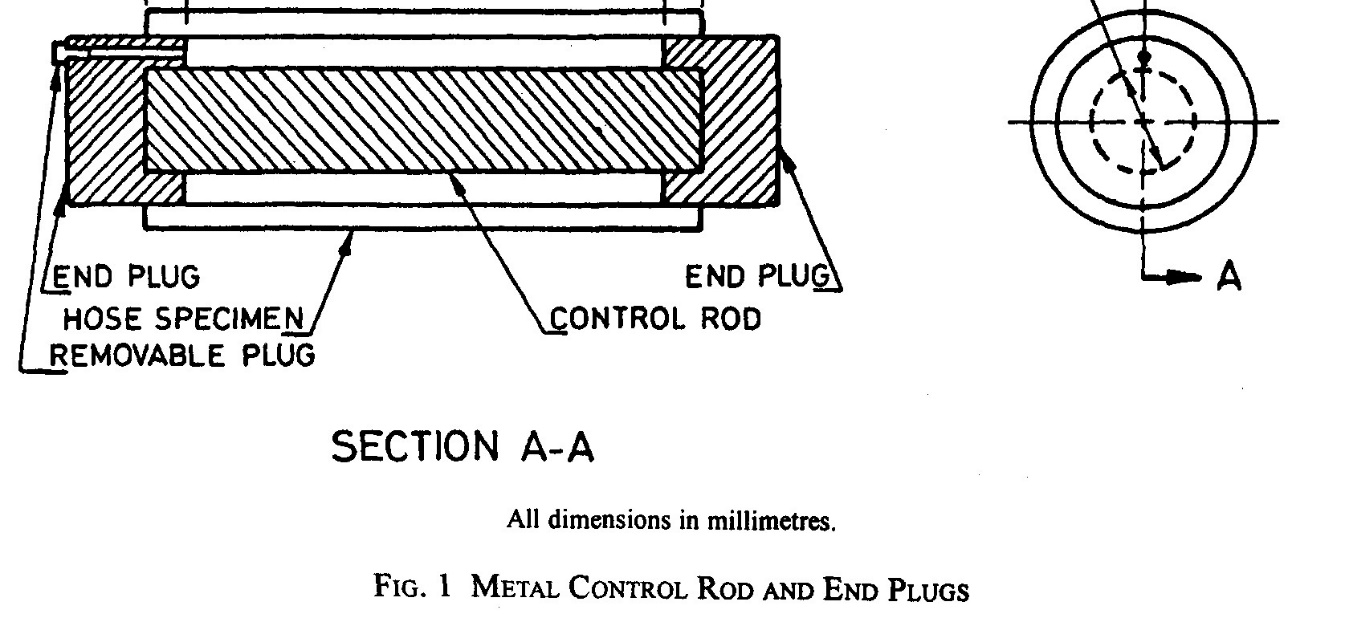 END PLUG
END PLUG
A
HOSE SPECIMEN
CONTROL ROD
REMOVABLE PLUG
SECTION A-A
All dimensions in millimetres.
FIG. 1 METAL CONTROL ROD AND END PLUGS